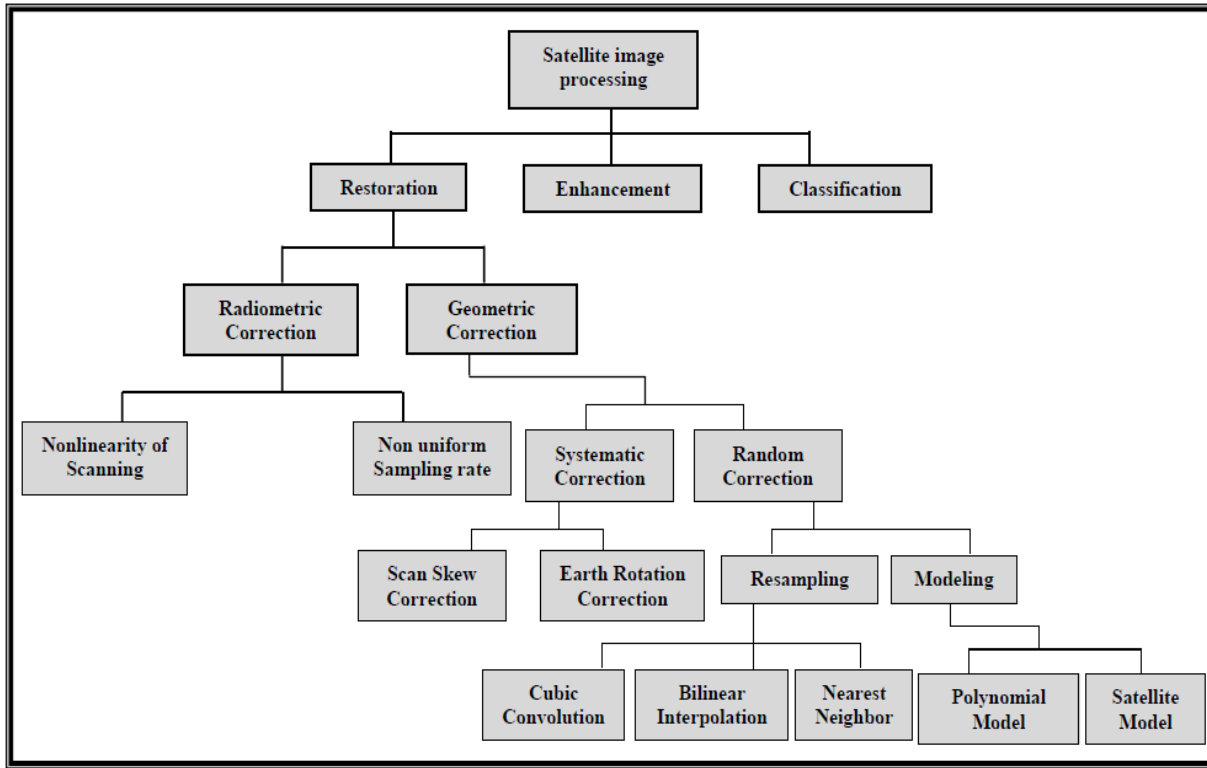 Satellite image
processing
Restoration
Enhancement
Classification
Radiometric
Correction
Geometric
Correction
Nonlinearity of
Scanning
Non uniform
Sampling rate
Systematic
Correction
Random
Correction
Scan Skew
Correction
Earth Rotation
Correction
Resampling
Modeling
Cubic
Convolution
Bilinear
Interpolation
Nearest
Neighbor
Polynomial
Model
Satellite
Model